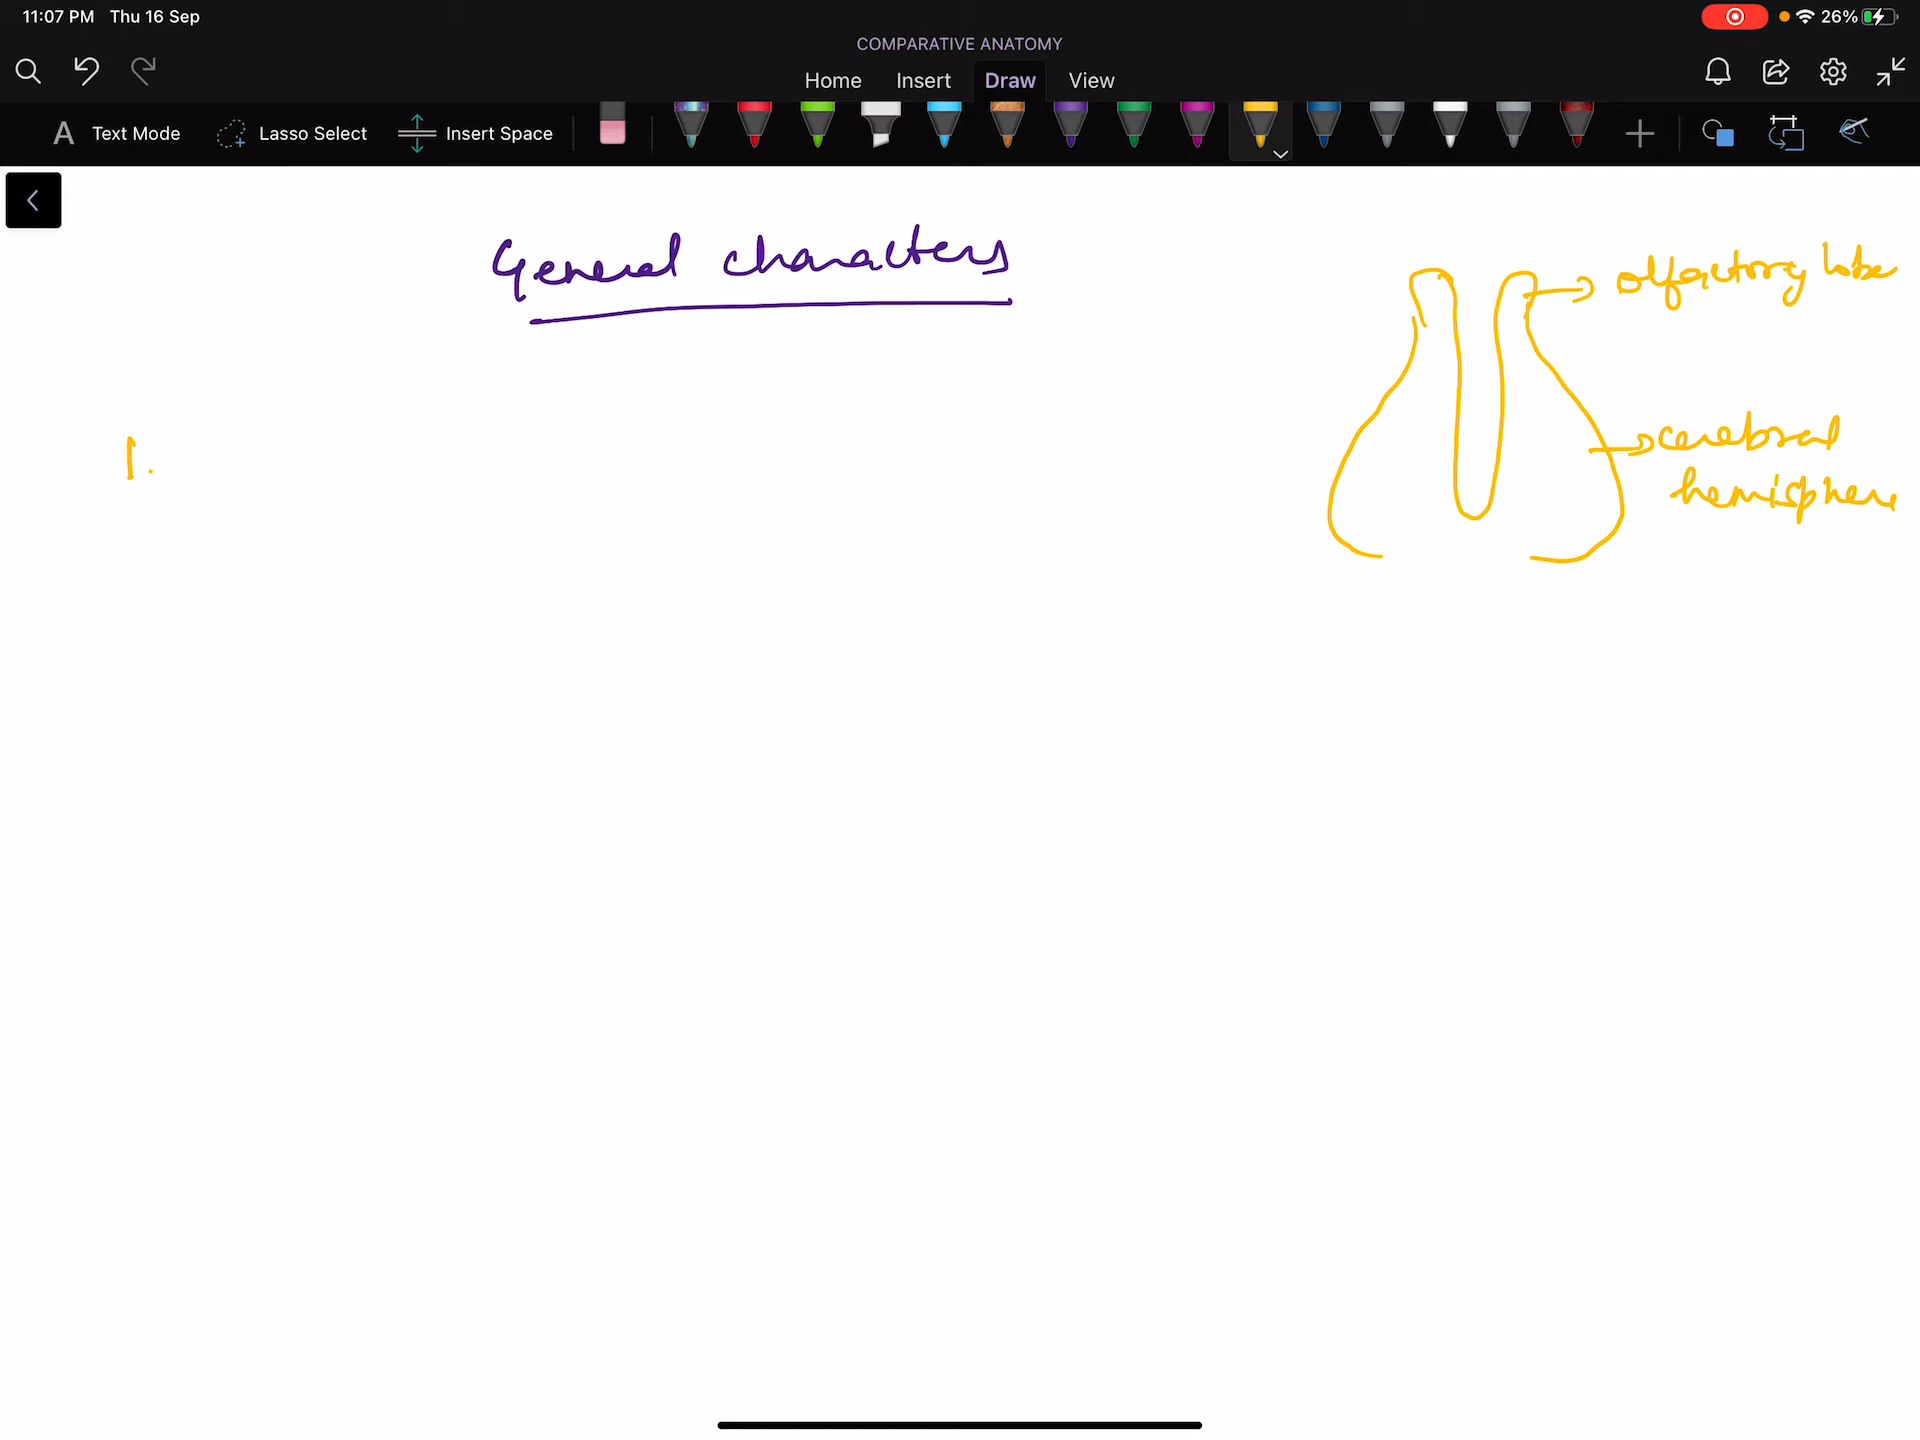 11:07 PM Thu 16 Sep
26%
COMPARATIVE ANATOMY
Home Insert Draw View
A Text Mode Lasso Select Insert Space
General characters
olfactory lobe
cerebral
hemisphere
1.